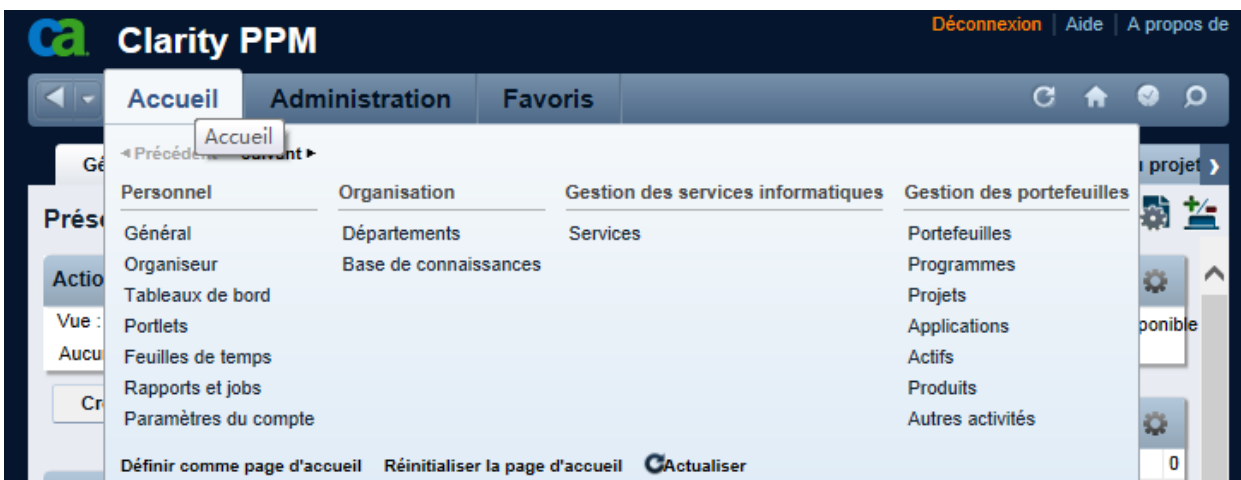 Déconnexion | Aide | A propos de
ca Clarity PPM
Accueil Administration Favoris
Accueil
Précédent
projet
Personnel Organisation Gestion des services informatiques Gestion des portefeuilles
Général Départements Services Portefeuilles
Organiseur Base de connaissances Programmes
Tableaux de bord Projets
Vue : Portlets Applications
Feuilles de temps Actifs
Rapports et jobs Produits
Paramètres du compte Autres activités
Définir comme page d'accueil Réinitialiser la page d'accueil Actualiser 0